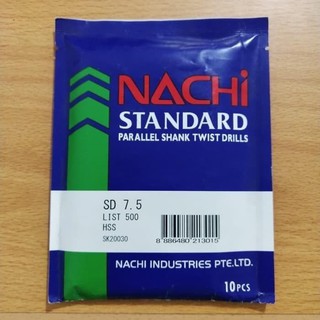 NACHi
STANDARD
PARALLEL SHANK TWIST DRILLS
SD 7.5
LIST 500
HSS
SK20030
8 886480 213015
NACHI INDUSTRIES PTE.LTD.
10PCS